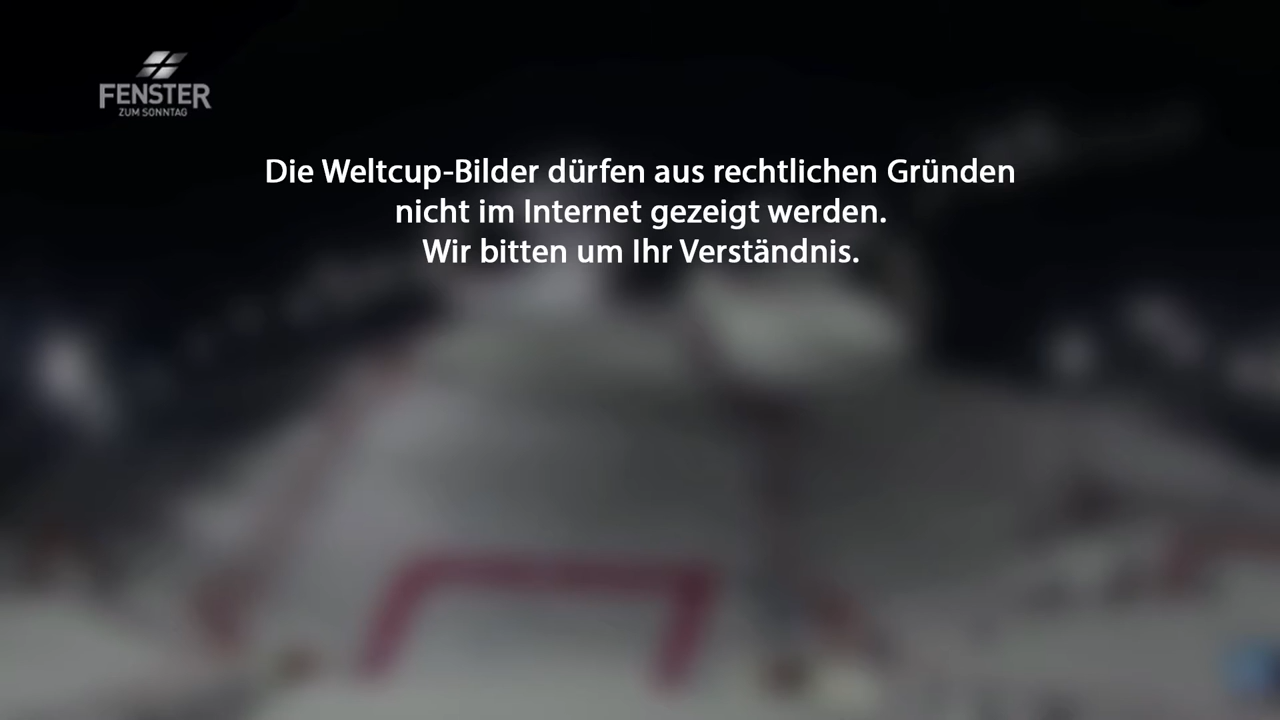 FENSTER
ZUM SONNTAG
Die Weltcup-Bilder dürfen aus rechtlichen Gründen
nicht im Internet gezeigt werden.
Wir bitten um Ihr Verständnis.